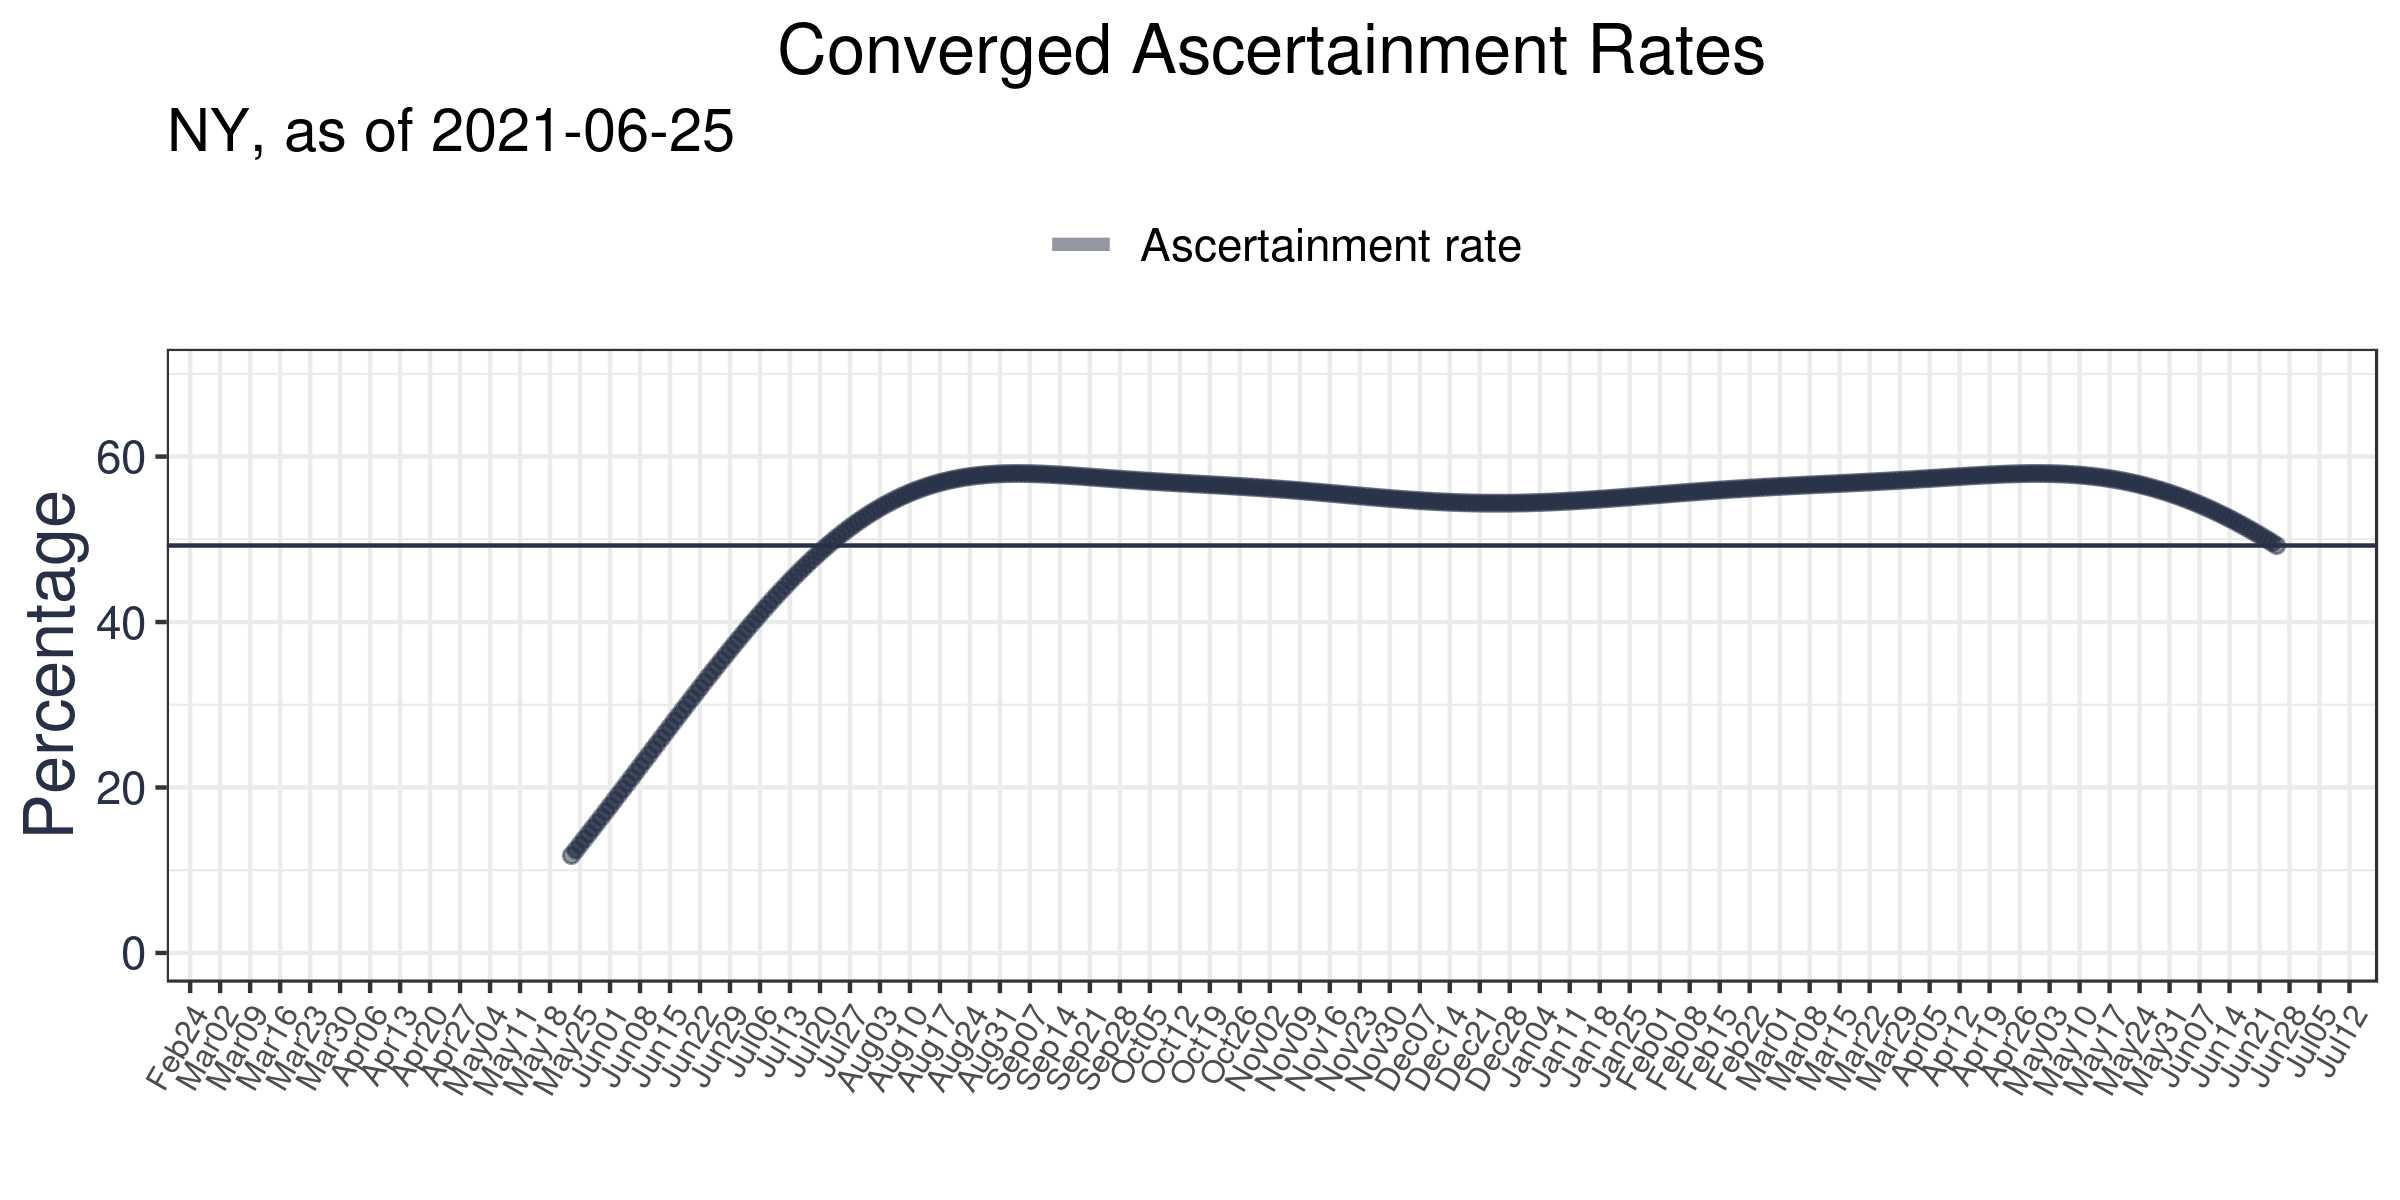 Converged Ascertainment Rates
NY, as of 2021-06-25
Ascertainment rate
Percentage
60
40
20
0
Feb24
Mar02
Mar09
Mar16
Mar23
Mar30
Apr06
Apr13
Apr20
Apr27
May04
May11
May18
May25
Jun01
Jun08
Jun15
Jun22
Jun29
Jul06
Jul13
Jul20
Jul27
Aug03
Aug10
Aug17
Aug24
Aug31
Sep07
Sep14
Sep21
Sep28
Oct05
Oct12
Oct19
Oct26
Nov02
Nov09
Nov16
Nov23
Nov30
Dec07
Dec14
Dec21
Dec28
Jan04
Jan11
Jan18
Jan25
Feb01
Feb08
Feb15
Feb22
Mar01
Mar08
Mar15
Mar22
Mar29
Apr05
Apr12
Apr19
Apr26
May03
May10
May17
May24
May31
Jun07
Jun14
Jun21
Jun28
Jul05
Jul12